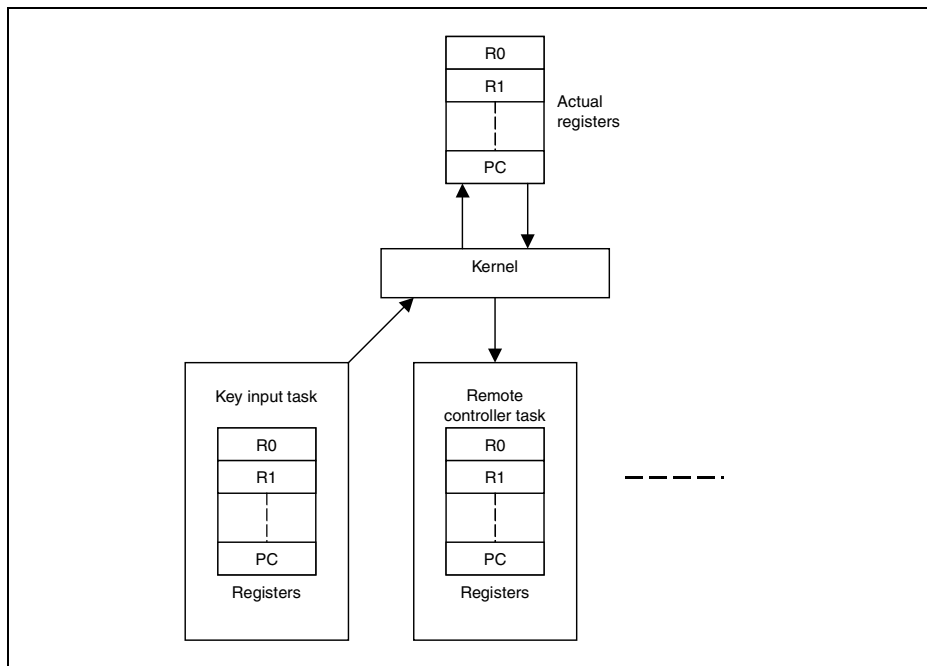 R0
R1
PC
Actual
registers
Kernel
Key input task
R0
R1
PC
Registers
Remote
controller task
R0
R1
PC
Registers